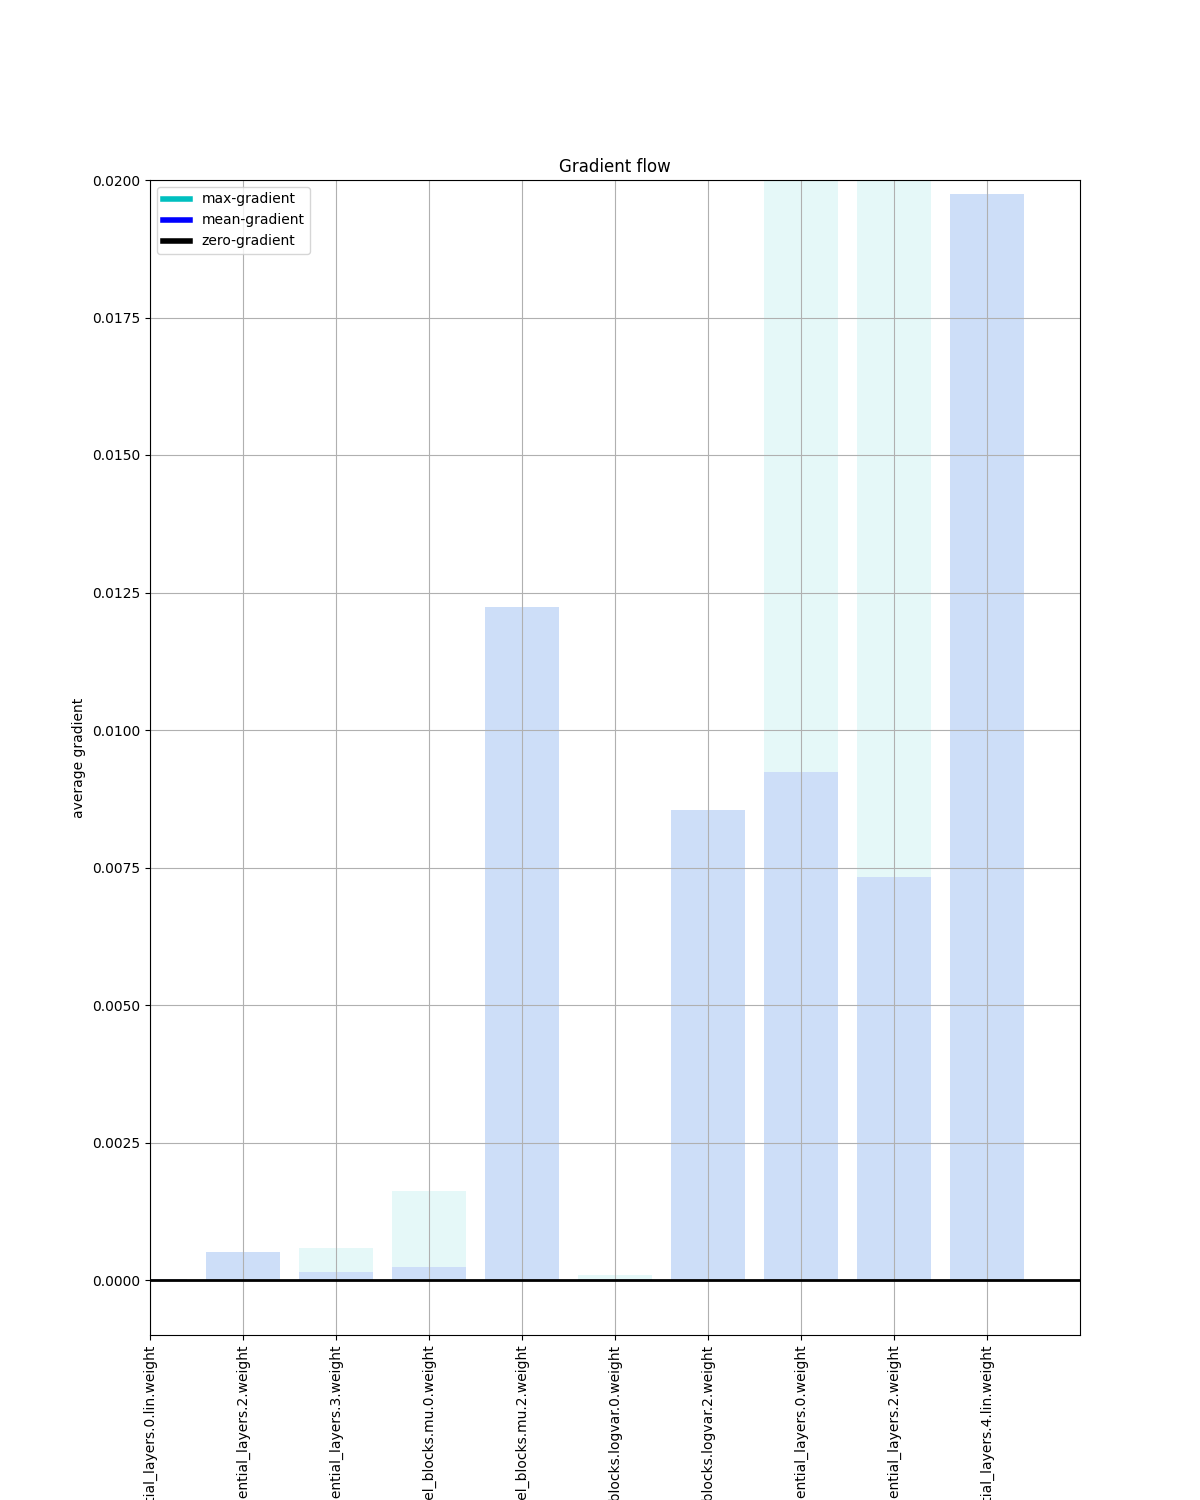 Gradient flow
max-gradient
mean-gradient
zero-gradient
0.0200
0.0175
0.0150
0.0125
0.0100
0.0075
0.0050
0.0025
0.0000
average gradient
tial_layers.0.lin.weight
ential_layers.2.weight
ential_layers.3.weight
el_blocks.mu.0.weight
el_blocks.mu.2.weight
blocks.logvar.0.weight
blocks.logvar.2.weight
ential_layers.0.weight
ential_layers.2.weight
tial_layers.4.lin.weight